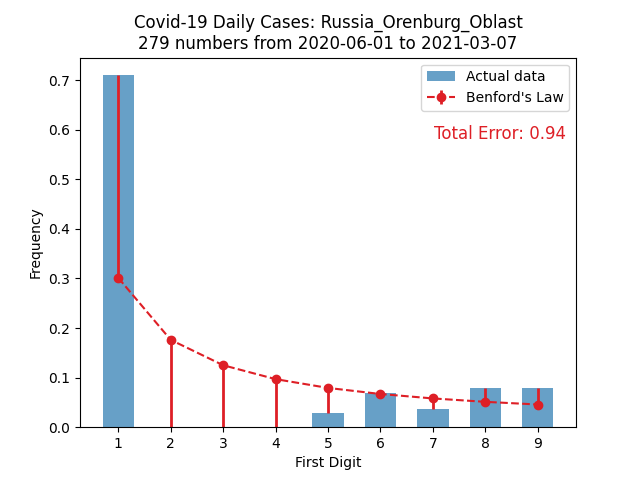 Covid-19 Daily Cases: Russia_Orenburg_Oblast
279 numbers from 2020-06-01 to 2021-03-07
Actual data
Benford's Law
Total Error: 0.94
Frequency
0.7
0.6
0.5
0.4
0.3
0.2
0.1
0.0
1 2 3 4 5 6 7 8 9
First Digit